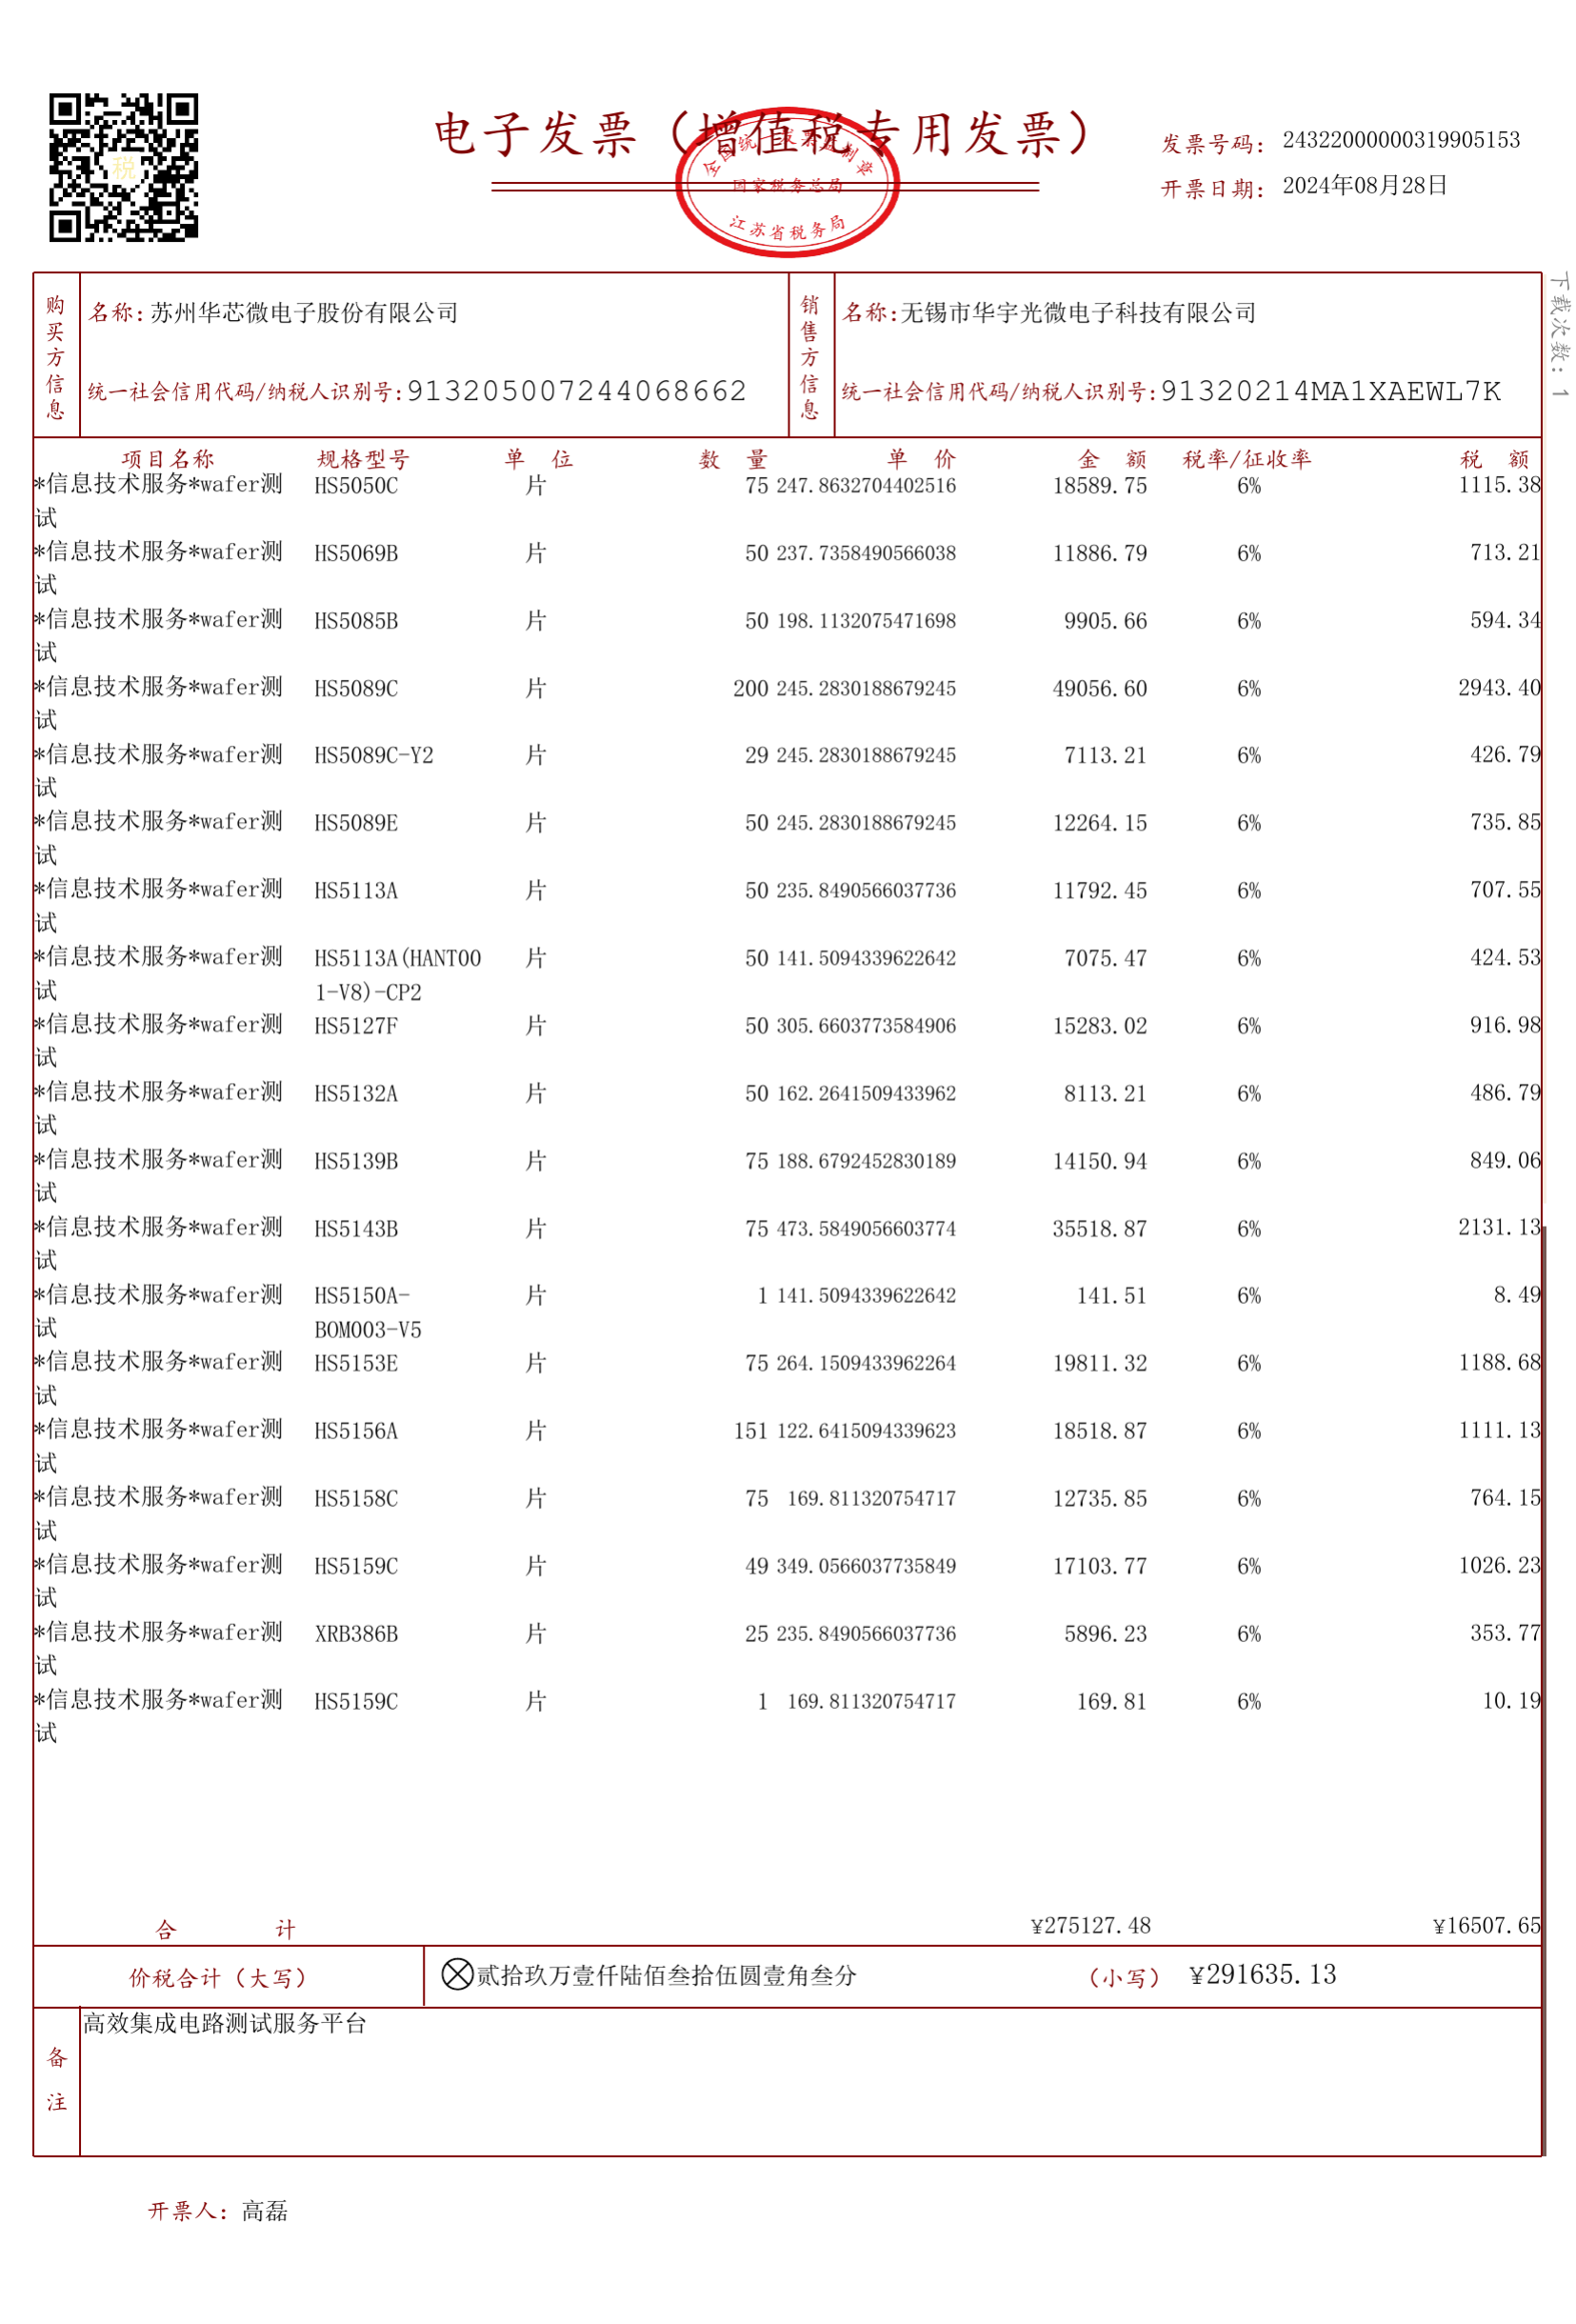 电子发票（增值税专用发票）
全国统一发票监制章
国家税务总局
江苏省税务局
税
发票号码：24322000000319905153
开票日期：2024年08月28日
下载次数：1
购买方信息
名称：苏州华芯微电子股份有限公司
统一社会信用代码/纳税人识别号：913205007244068662
销售方信息
名称：无锡市华宇光微电子科技有限公司
统一社会信用代码/纳税人识别号：91320214MA1XAEWL7K
项目名称 规格型号 单位 数量 单价 金额 税率/征收率 税额
*信息技术服务*wafer测 HS5050C 片 75 247.8632704402516 18589.75 6% 1115.38
试
*信息技术服务*wafer测 HS5069B 片 50 237.7358490566038 11886.79 6% 713.21
试
*信息技术服务*wafer测 HS5085B 片 50 198.1132075471698 9905.66 6% 594.34
试
*信息技术服务*wafer测 HS5089C 片 200 245.2830188679245 49056.60 6% 2943.40
试
*信息技术服务*wafer测 HS5089C-Y2 片 29 245.2830188679245 7113.21 6% 426.79
试
*信息技术服务*wafer测 HS5089E 片 50 245.2830188679245 12264.15 6% 735.85
试
*信息技术服务*wafer测 HS5113A 片 50 235.8490566037736 11792.45 6% 707.55
试
*信息技术服务*wafer测 HS5113A(HANT00 片 50 141.5094339622642 7075.47 6% 424.53
试 1-V8)-CP2
*信息技术服务*wafer测 HS5127F 片 50 305.6603773584906 15283.02 6% 916.98
试
*信息技术服务*wafer测 HS5132A 片 50 162.2641509433962 8113.21 6% 486.79
试
*信息技术服务*wafer测 HS5139B 片 75 188.6792452830189 14150.94 6% 849.06
试
*信息技术服务*wafer测 HS5143B 片 75 473.5849056603774 35518.87 6% 2131.13
试
*信息技术服务*wafer测 HS5150A- 片 1 141.5094339622642 141.51 6% 8.49
试 BOM003-V5
*信息技术服务*wafer测 HS5153E 片 75 264.1509433962264 19811.32 6% 1188.68
试
*信息技术服务*wafer测 HS5156A 片 151 122.6415094339623 18518.87 6% 1111.13
试
*信息技术服务*wafer测 HS5158C 片 75 169.811320754717 12735.85 6% 764.15
试
*信息技术服务*wafer测 HS5159C 片 49 349.0566037735849 17103.77 6% 1026.23
试
*信息技术服务*wafer测 XRB386B 片 25 235.8490566037736 5896.23 6% 353.77
试
*信息技术服务*wafer测 HS5159C 片 1 169.811320754717 169.81 6% 10.19
试
合计 ¥275127.48 ¥16507.65
价税合计（大写） ⊗贰拾玖万壹仟陆佰叁拾伍圆壹角叁分 （小写） ¥291635.13
备注
高效集成电路测试服务平台
开票人：高磊